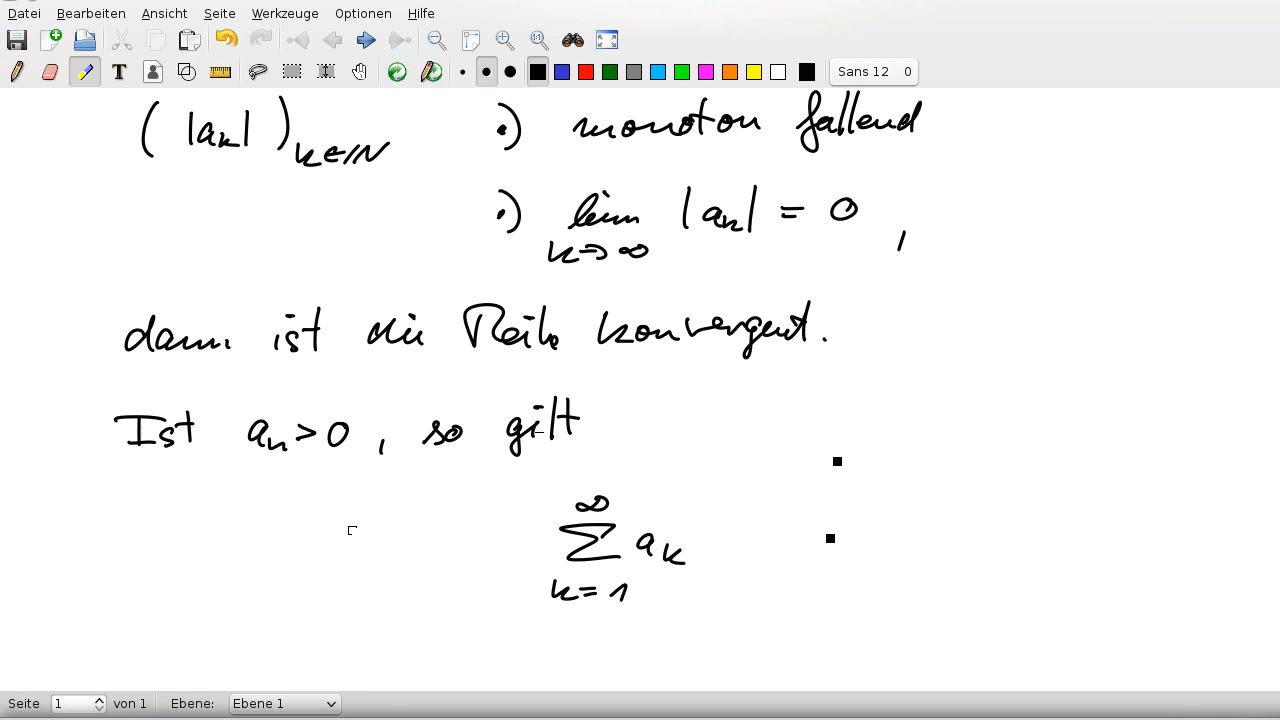 Datei Bearbeiten Ansicht Seite Werkzeuge Optionen Hilfe
T Sans 12 0
( |a_k| )_{k∈ℕ} •) monoton fallend
•) lim_{k→∞} |a_k| = 0 ,
dann ist die Reihe konvergent.
Ist a_n > 0 , so gilt
∞
∑ a_k
k = 1
Seite 1 von 1 Ebene: Ebene 1